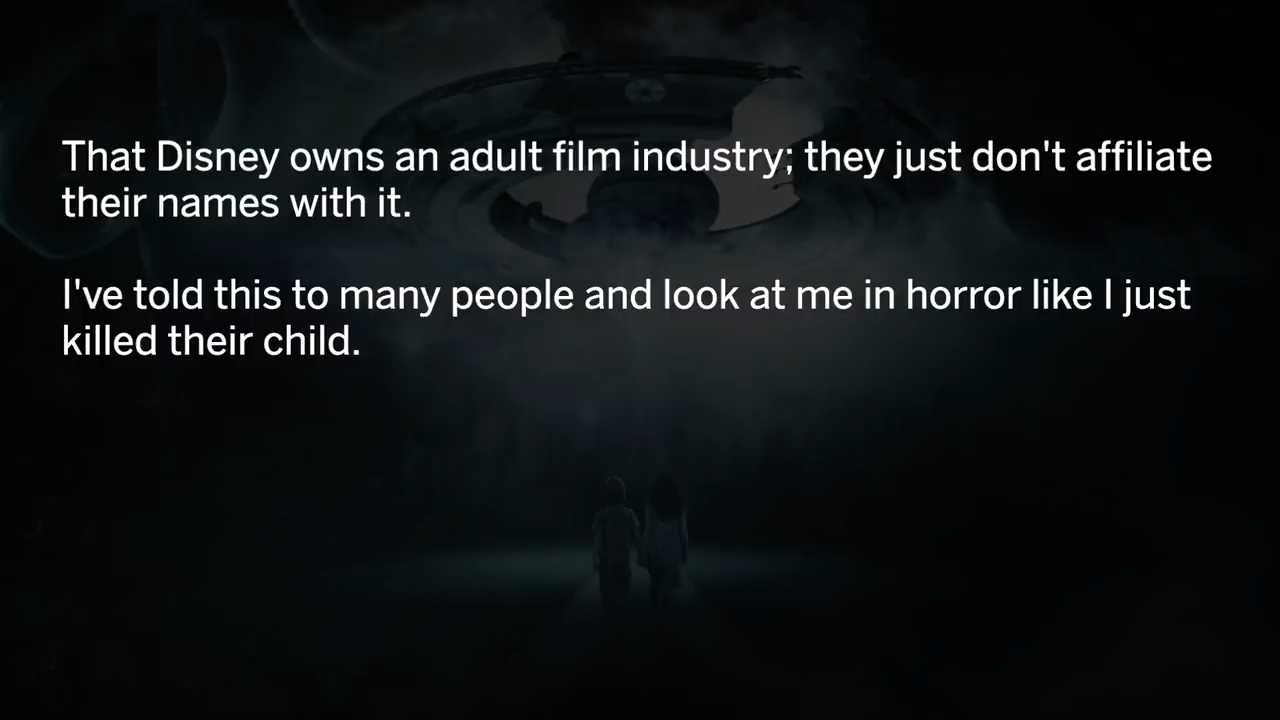 That Disney owns an adult film industry; they just don't affiliate
their names with it.
I've told this to many people and look at me in horror like I just
killed their child.